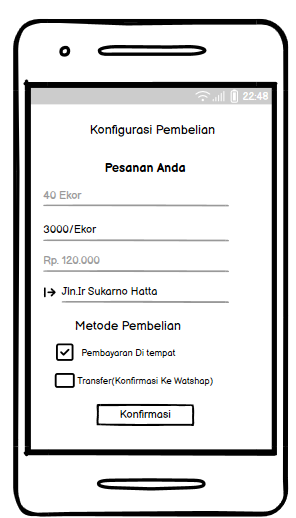 22:48
Konfigurasi Pembelian
Pesanan Anda
40 Ekor
3000/Ekor
Rp. 120.000
Jln.Ir Sukarno Hatta
Metode Pembelian
Pembayaran Di tempat
Transfer(Konfirmasi Ke Watshap)
Konfirmasi